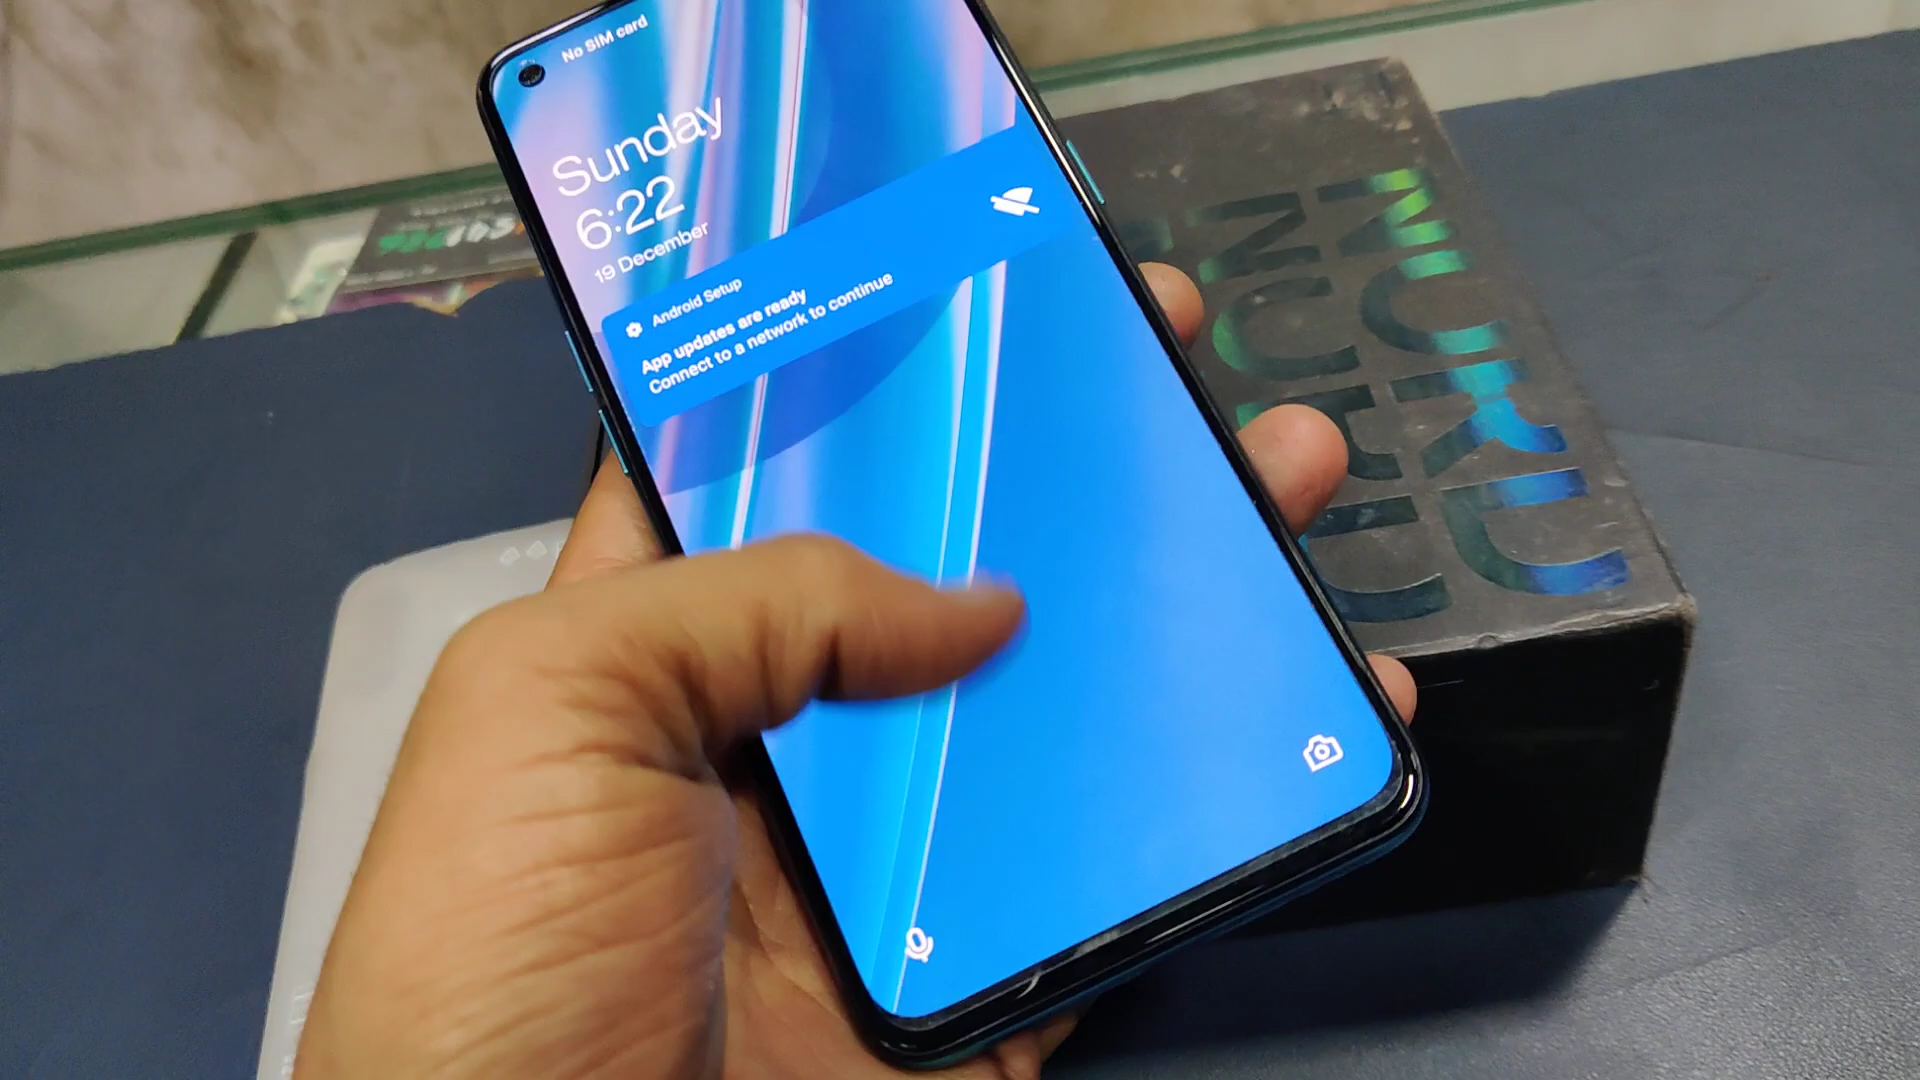 No SIM card
Sunday
6:22
19 December
Android Setup
App updates are ready
Connect to a network to continue
NORD
NORD